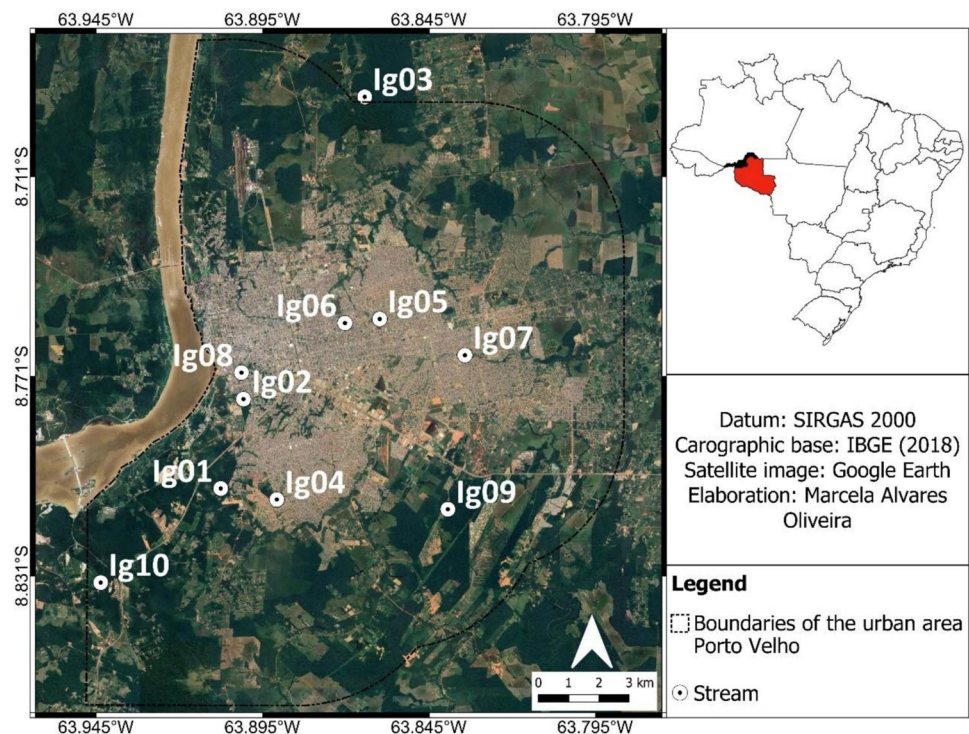 63.945°W 63.895°W 63.845°W 63.795°W
8.711°S
8.771°S
8.831°S
Ig03
Ig06
Ig05
Ig07
Ig08
Ig02
Ig01
Ig04
Ig09
Ig10
0 1 2 3 km
63.945°W 63.895°W 63.845°W 63.795°W
Datum: SIRGAS 2000
Carographic base: IBGE (2018)
Satellite image: Google Earth
Elaboration: Marcela Alvares
Oliveira
Legend
Boundaries of the urban area
Porto Velho
Stream